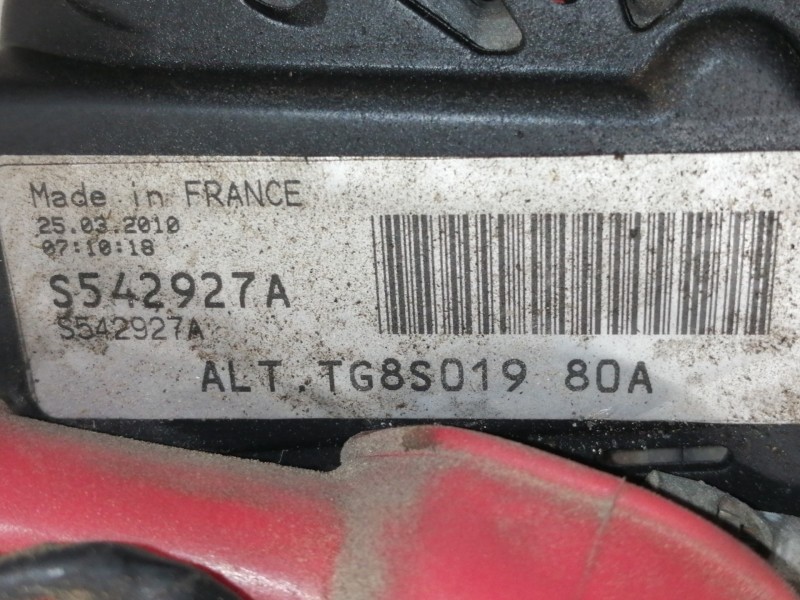 Made in FRANCE
25.03.2010
07:10:18
S542927A
S542927A
ALT.TG8S019 80A